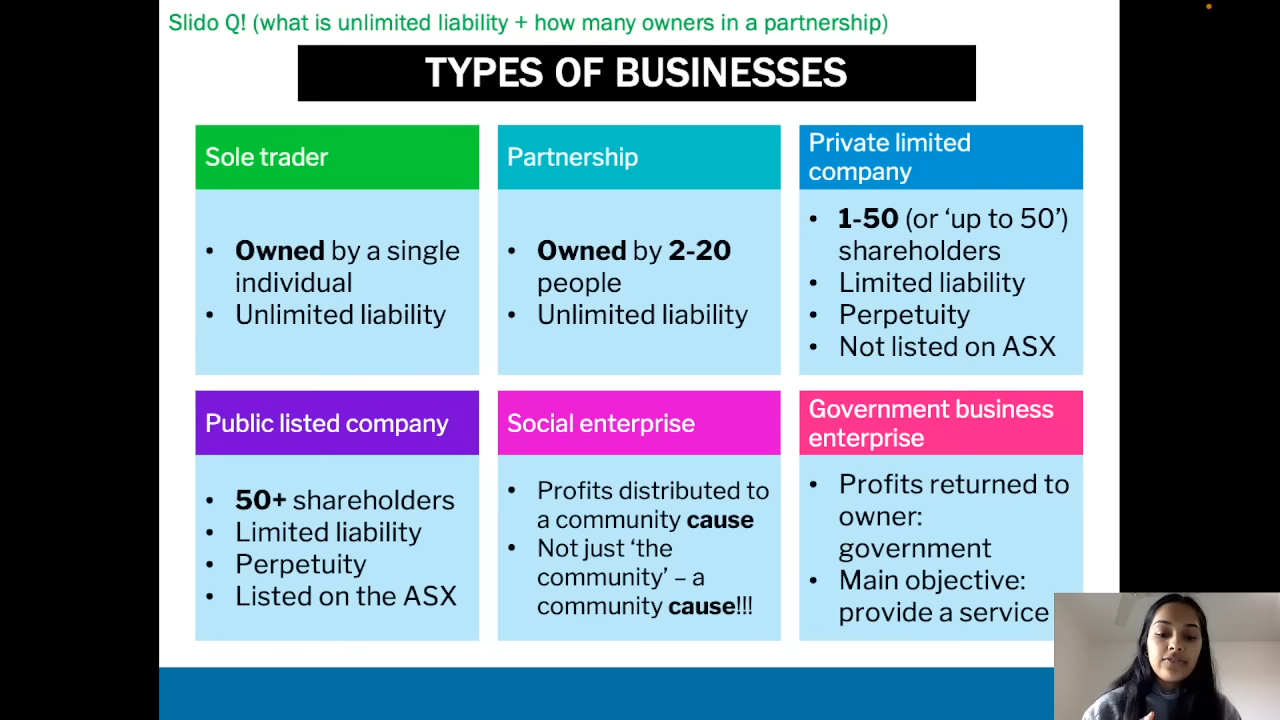 Slido Q! (what is unlimited liability + how many owners in a partnership)
TYPES OF BUSINESSES
Sole trader
• Owned by a single
individual
• Unlimited liability
Partnership
• Owned by 2-20
people
• Unlimited liability
Private limited
company
• 1-50 (or ‘up to 50’)
shareholders
• Limited liability
• Perpetuity
• Not listed on ASX
Public listed company
• 50+ shareholders
• Limited liability
• Perpetuity
• Listed on the ASX
Social enterprise
• Profits distributed to
a community cause
• Not just ‘the
community’ – a
community cause!!!
Government business
enterprise
• Profits returned to
owner:
government
• Main objective:
provide a service